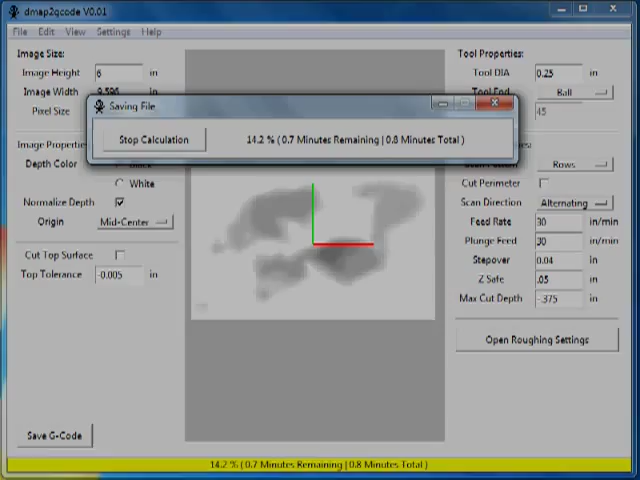 dmap2gcode V0.01
File Edit View Settings Help
Image Size:
Image Height 6 in
Image Width 9.596 in
Pixel Size
Saving File
Stop Calculation
14.2 % ( 0.7 Minutes Remaining | 0.8 Minutes Total )
Depth Color
White
Normalize Depth
Origin Mid-Center
Cut Top Surface
Top Tolerance -0.005 in
Save G-Code
Tool Properties:
Tool DIA 0.25 in
Tool End Ball
45
Rows
Cut Perimeter
Scan Direction Alternating
Feed Rate 30 in/min
Plunge Feed 30 in/min
Stepover 0.04 in
Z Safe .05 in
Max Cut Depth -.375 in
Open Roughing Settings
14.2 % ( 0.7 Minutes Remaining | 0.8 Minutes Total )